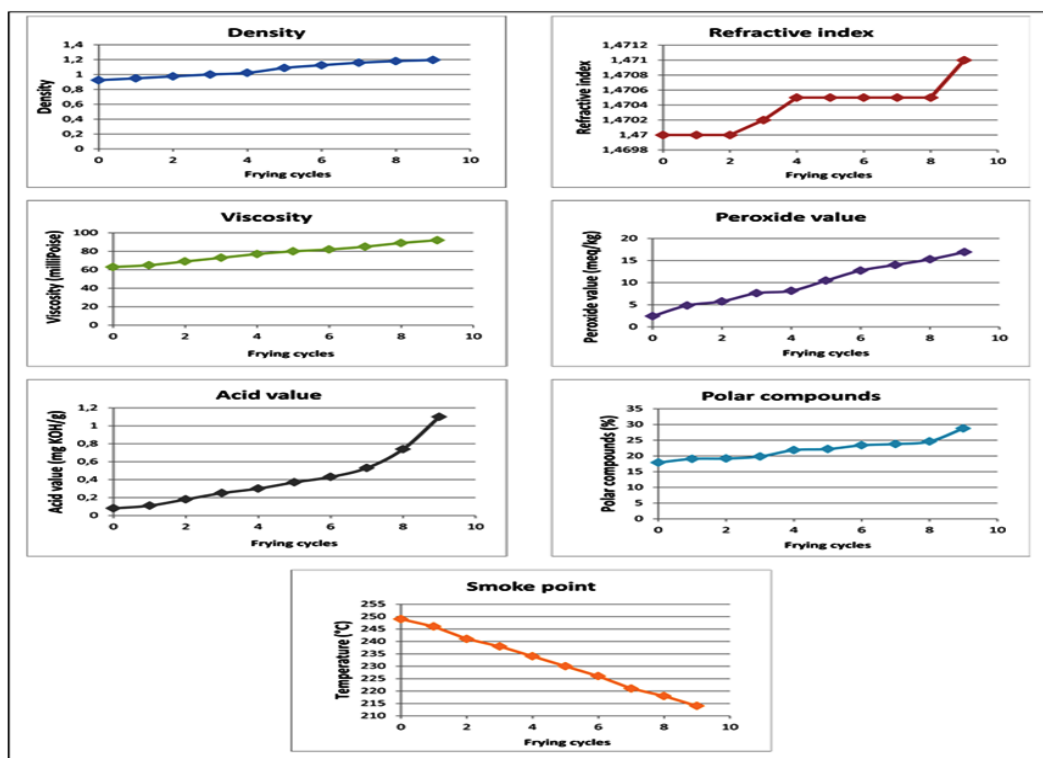 Density
1,4
1,2
1
0,8
0,6
0,4
0,2
0
Density
0 2 4 6 8 10
Frying cycles
Refractive index
1,4712
1,471
1,4708
1,4706
1,4704
1,4702
1,47
1,4698
Refractive index
0 2 4 6 8 10
Frying cycles
Viscosity
100
80
60
40
20
0
Viscosity (milliPoise)
0 2 4 6 8 10
Frying cycles
Peroxide value
20
15
10
5
0
Peroxide value (meq/kg)
0 2 4 6 8 10
Frying cycles
Acid value
1,2
1
0,8
0,6
0,4
0,2
0
Acid value (mg KOH/g)
0 2 4 6 8 10
Frying cycles
Polar compounds
35
30
25
20
15
10
5
0
Polar compounds (%)
0 2 4 6 8 10
Frying cycles
Smoke point
255
250
245
240
235
230
225
220
215
210
Temperature (°C)
0 2 4 6 8 10
Frying cycles